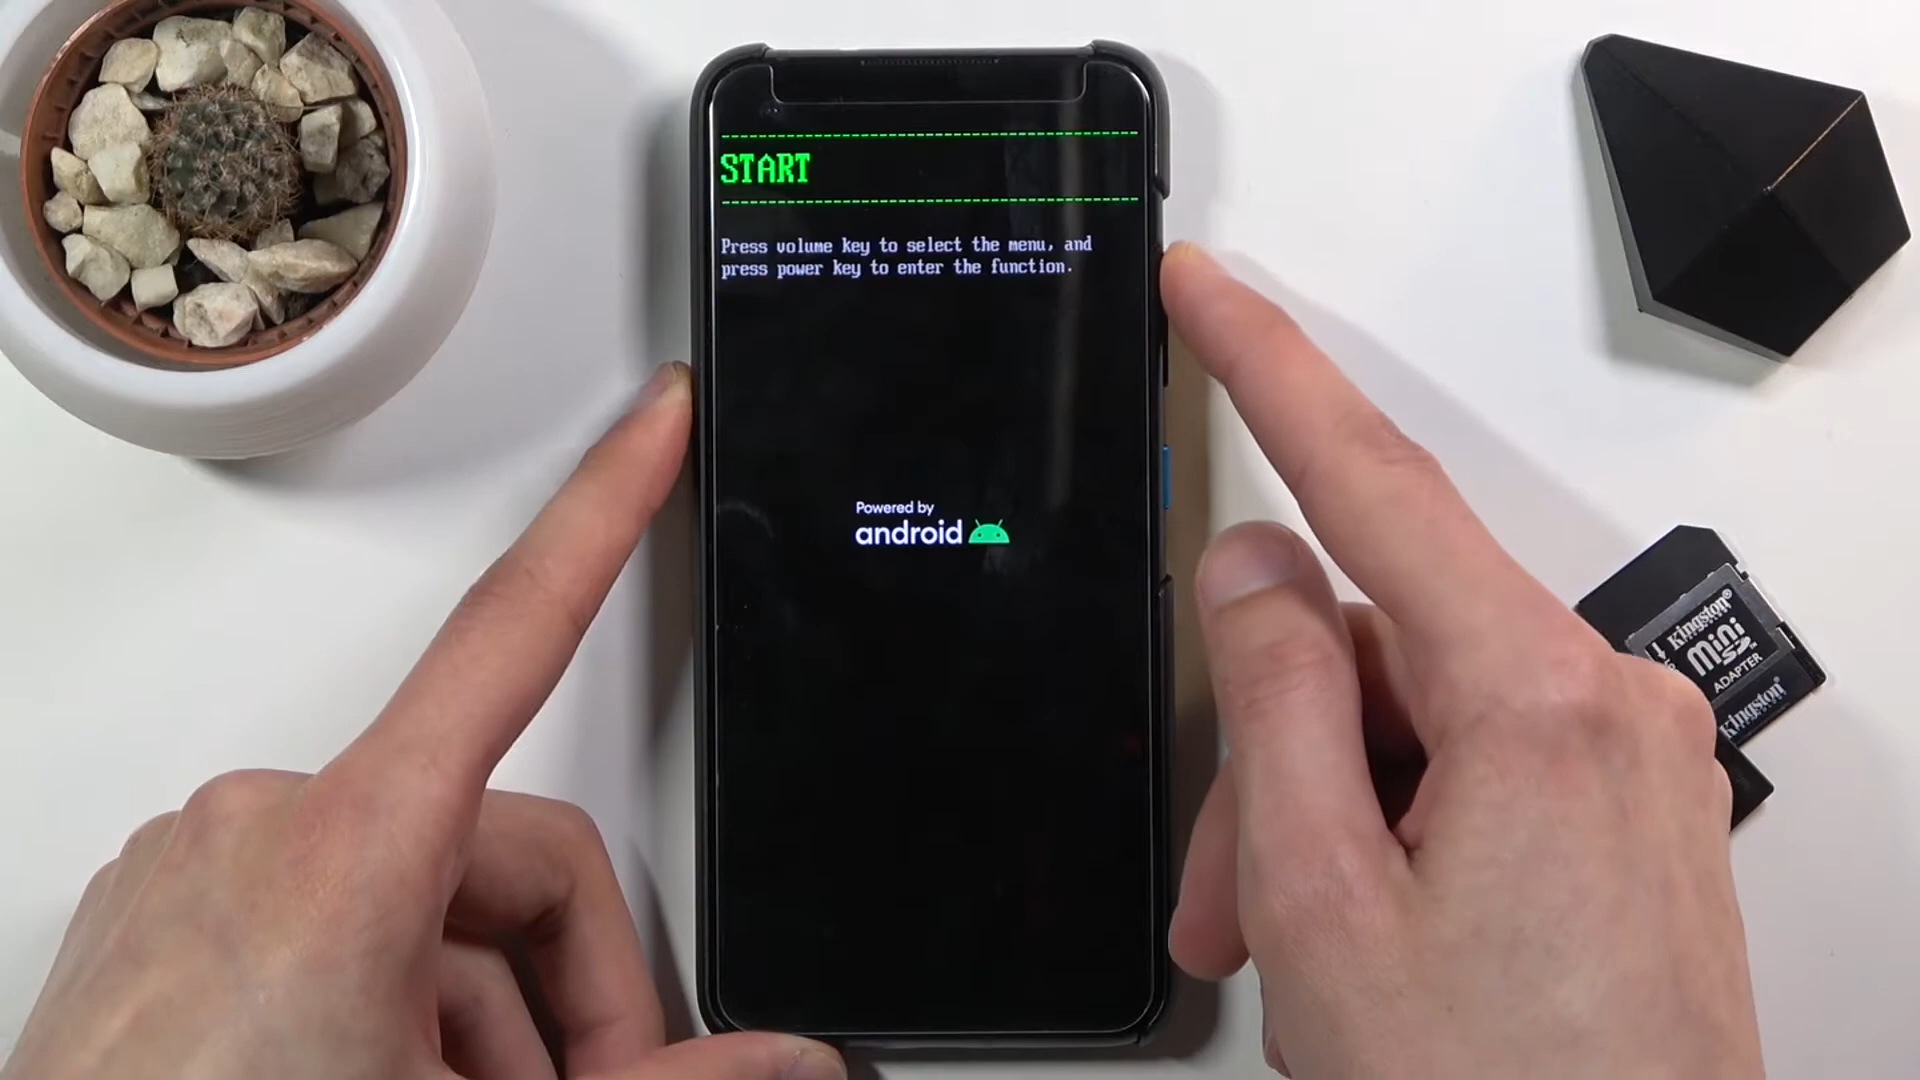 START
Press volume key to select the menu, and
press power key to enter the function.
Powered by
android
Kingston®
Mini
SD™
ADAPTER
Kingston®